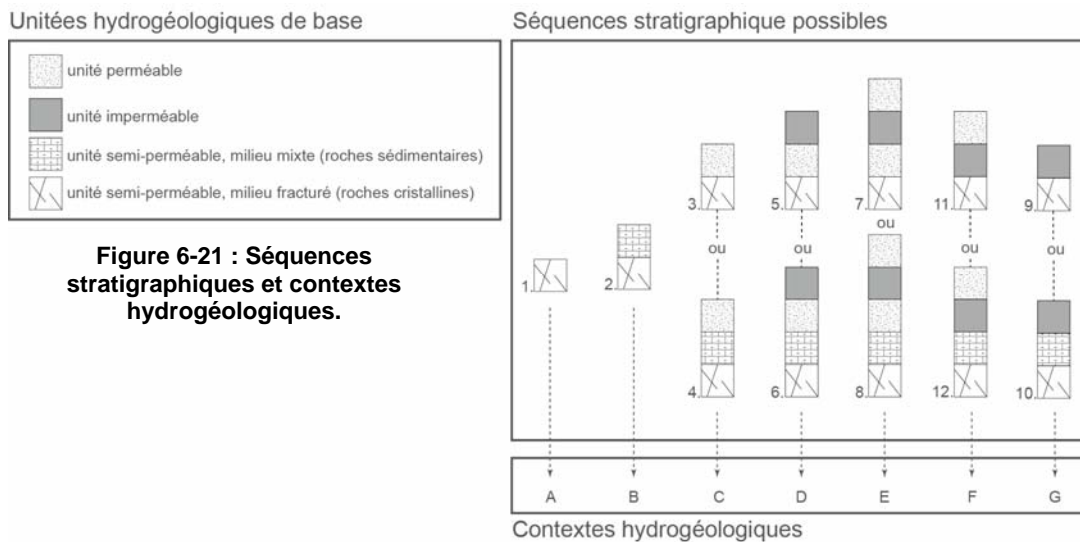 Unitées hydrogéologiques de base
unité perméable
unité imperméable
unité semi-perméable, milieu mixte (roches sédimentaires)
unité semi-perméable, milieu fracturé (roches cristallines)
Figure 6-21 : Séquences
stratigraphiques et contextes
hydrogéologiques.
Séquences stratigraphique possibles
3. 5. 7. 11. 9.
1. 2. ou ou ou ou ou
4. 6. 8. 12. 10.
A B C D E F G
Contextes hydrogéologiques